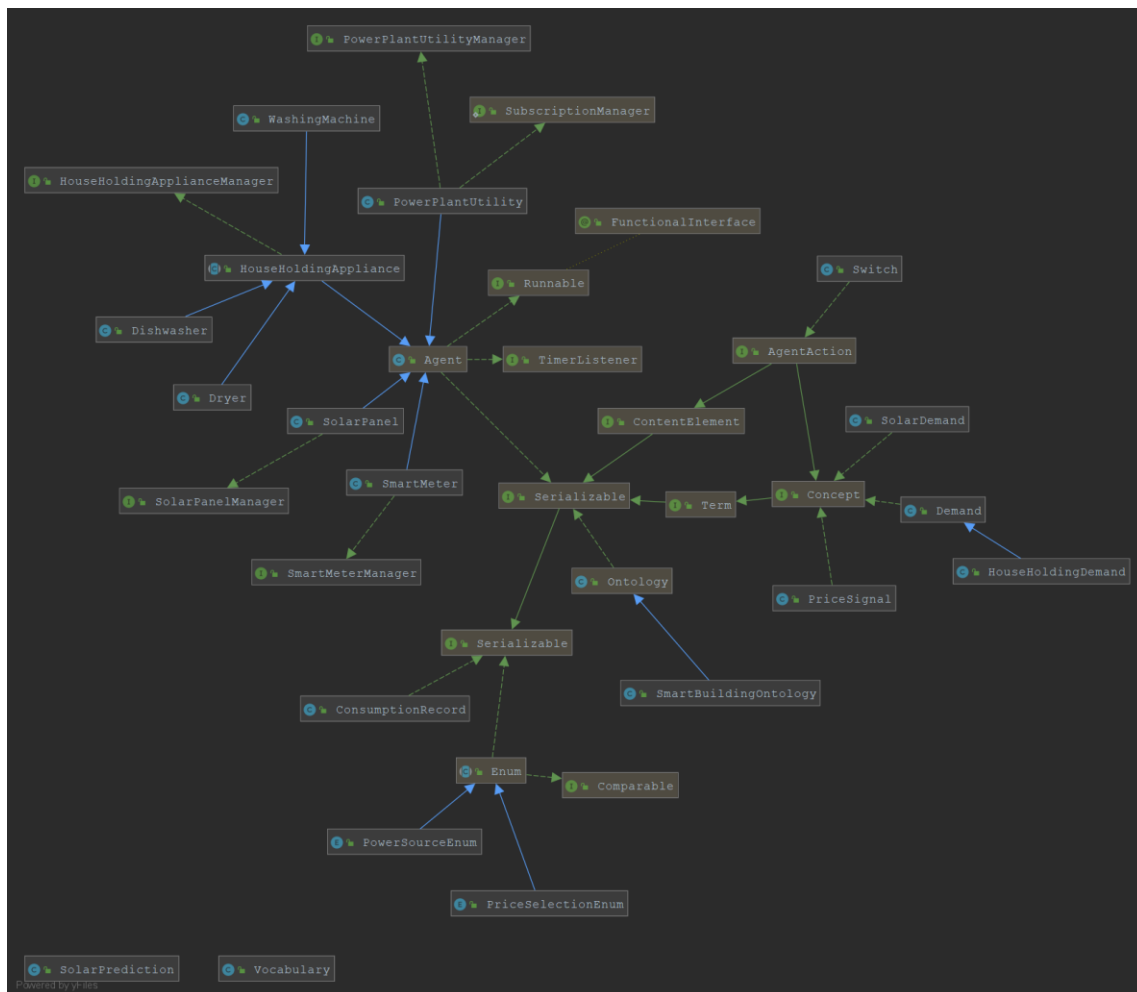 PowerPlantUtilityManager
SubscriptionManager
WashingMachine
HouseHoldingApplianceManager
PowerPlantUtility
FunctionalInterface
HouseHoldingAppliance
Switch
Runnable
Dishwasher
AgentAction
Agent
TimerListener
Dryer
SolarPanel
ContentElement
SolarDemand
SmartMeter
SolarPanelManager
Serializable
Term
Concept
Demand
SmartMeterManager
Ontology
HouseHoldingDemand
PriceSignal
Serializable
SmartBuildingOntology
ConsumptionRecord
Enum
Comparable
PowerSourceEnum
PriceSelectionEnum
SolarPrediction
Vocabulary
Powered by yFiles